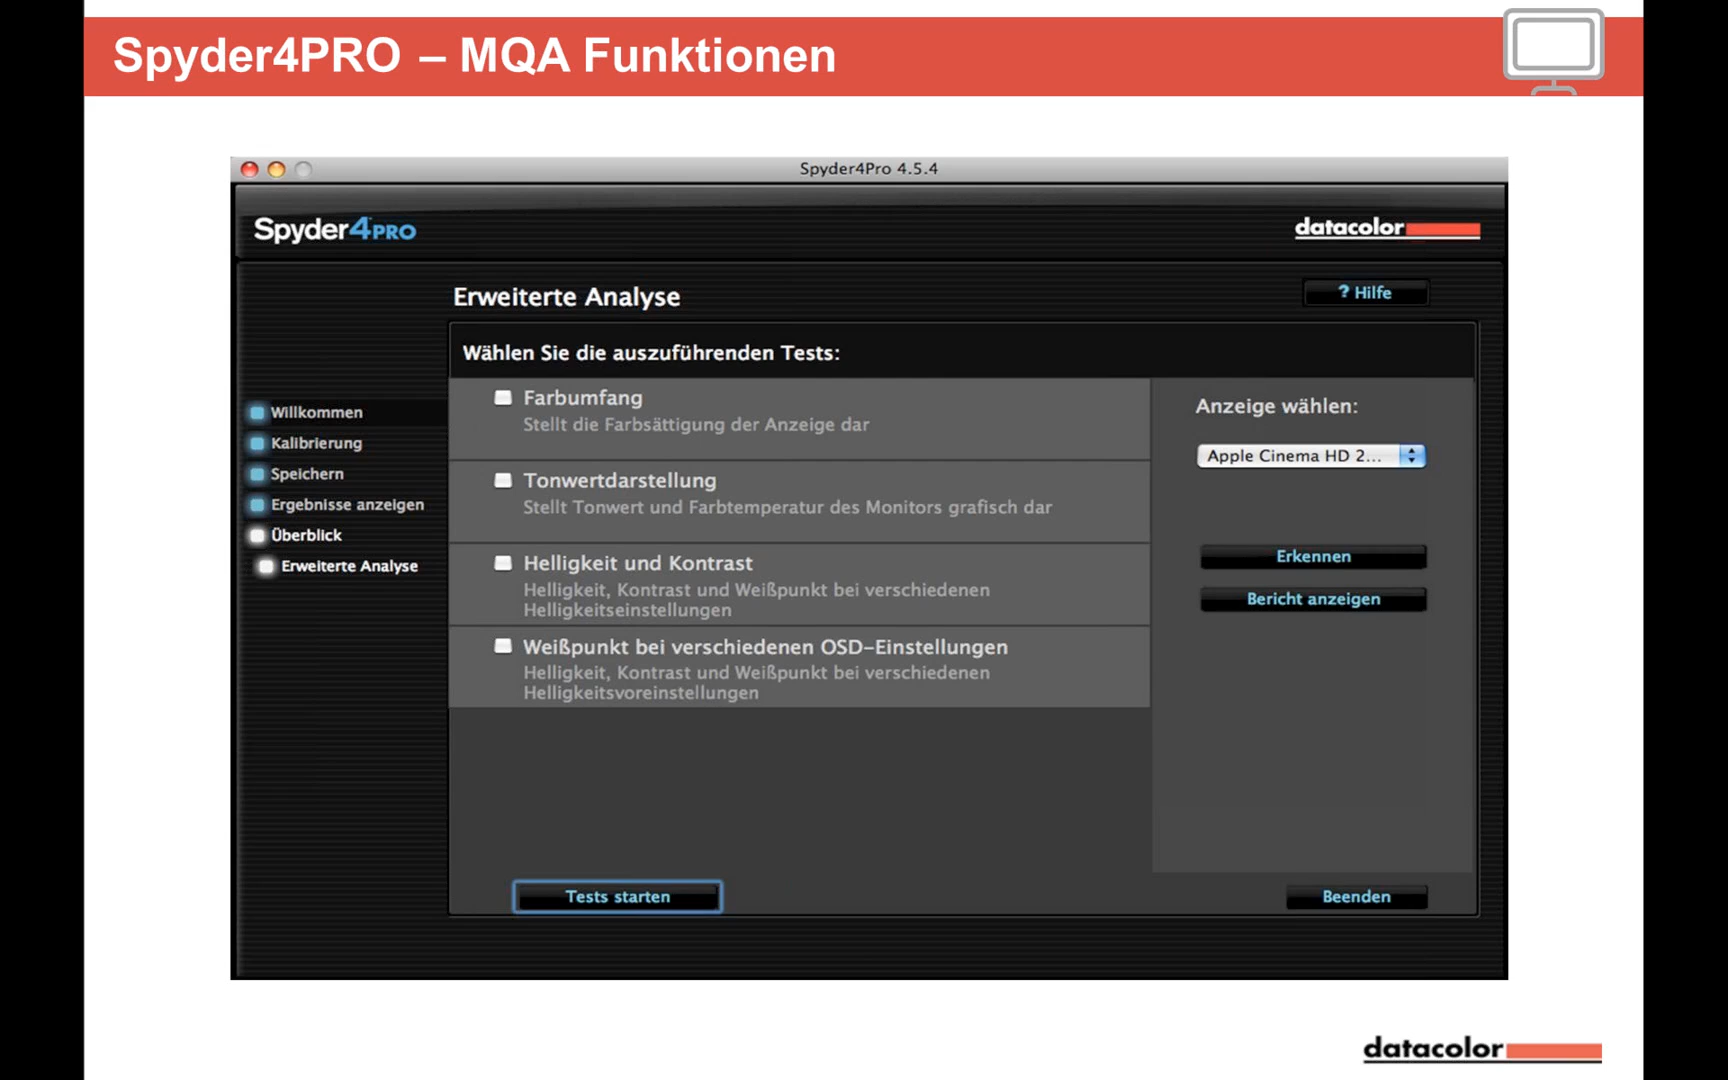 Spyder4PRO – MQA Funktionen
Spyder4Pro 4.5.4
Spyder4PRO
datacolor
Erweiterte Analyse
? Hilfe
Wählen Sie die auszuführenden Tests:
Willkommen
Kalibrierung
Speichern
Ergebnisse anzeigen
Überblick
Erweiterte Analyse
Farbumfang
Stellt die Farbsättigung der Anzeige dar
Tonwertdarstellung
Stellt Tonwert und Farbtemperatur des Monitors grafisch dar
Helligkeit und Kontrast
Helligkeit, Kontrast und Weißpunkt bei verschiedenen
Helligkeitseinstellungen
Weißpunkt bei verschiedenen OSD-Einstellungen
Helligkeit, Kontrast und Weißpunkt bei verschiedenen
Helligkeitsvoreinstellungen
Anzeige wählen:
Apple Cinema HD 2...
Erkennen
Bericht anzeigen
Tests starten
Beenden
datacolor